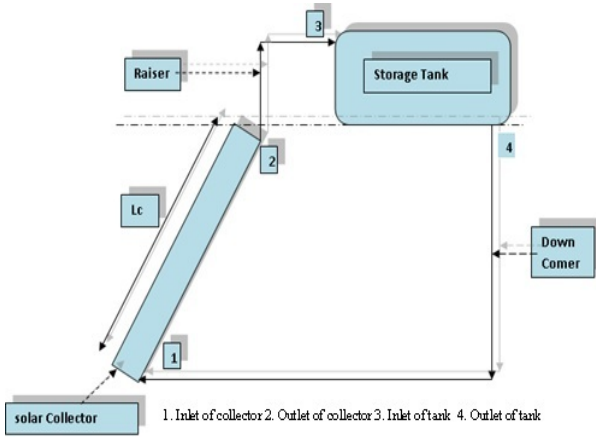 3
Raiser
Storage Tank
4
2
Lc
Down
Comer
1
solar Collector
1. Inlet of collector 2. Outlet of collector 3. Inlet of tank 4. Outlet of tank